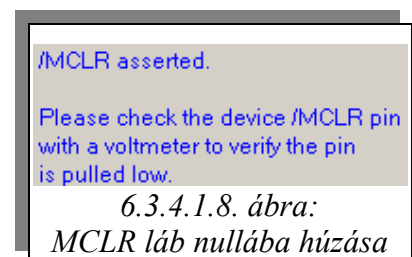 /MCLR asserted.
Please check the device /MCLR pin
with a voltmeter to verify the pin
is pulled low.
6.3.4.1.8. ábra:
MCLR láb nullába húzása